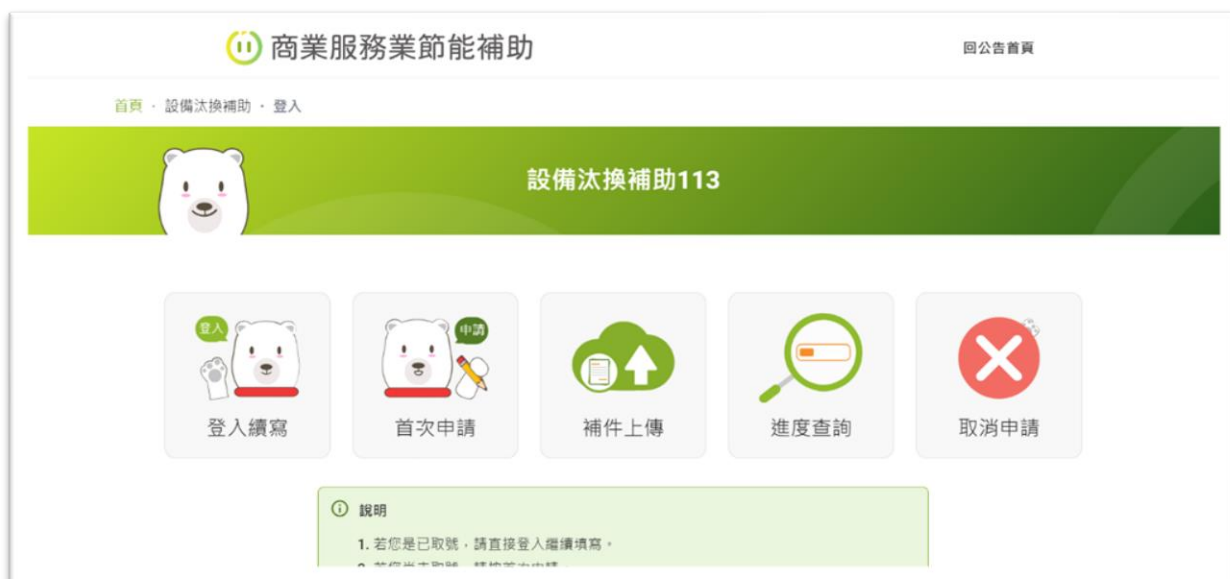 商業服務業節能補助
回公告首頁
首頁 · 設備汰換補助 · 登入
設備汰換補助113
登入
申請
登入續寫
首次申請
補件上傳
進度查詢
取消申請
說明
1. 若您是已取號,請直接登入繼續填寫。